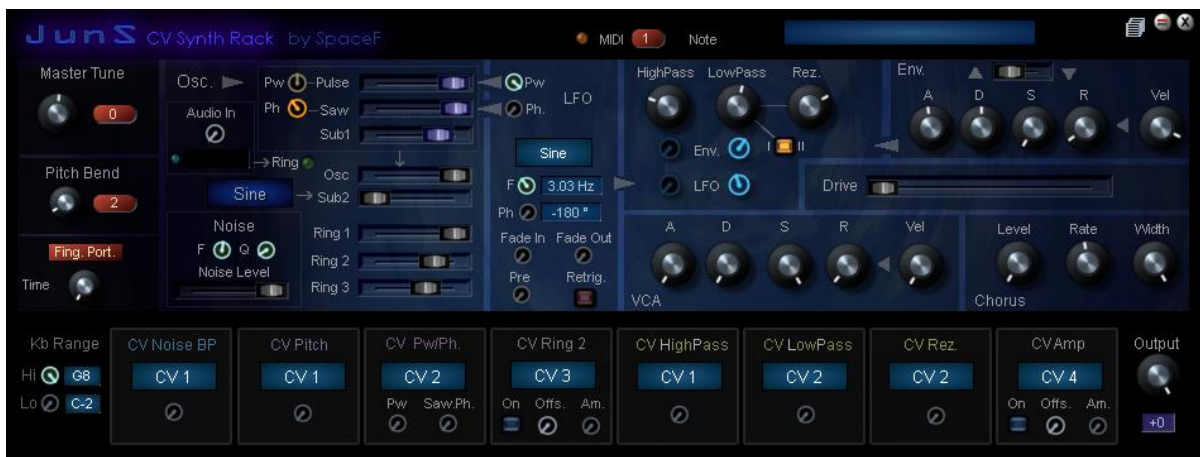 JunS CV Synth Rack by SpaceF
MIDI 1 Note
Master Tune
0
Pitch Bend
2
Fing. Port.
Time
Osc.
Audio In
Pw Pulse
Ph Saw
Sub1
Ring
Osc
Sine
Sub2
Noise
F Q
Noise Level
Ring 1
Ring 2
Ring 3
Pw
LFO
Ph.
Sine
F 3.03 Hz
Ph -180 °
Fade In Fade Out
Pre Retrig.
HighPass LowPass Rez.
Env. I II
LFO
Env.
A D S R Vel
Drive
A D S R Vel
VCA
Level Rate Width
Chorus
Kb Range
Hi G8
Lo C-2
CV Noise BP
CV 1
CV Pitch
CV 1
CV Pw/Ph.
CV 2
Pw Saw.Ph.
CV Ring 2
CV 3
On Offs. Am.
CV HighPass
CV 1
CV LowPass
CV 2
CV Rez.
CV 2
CV Amp
CV 4
On Offs. Am.
Output
+0